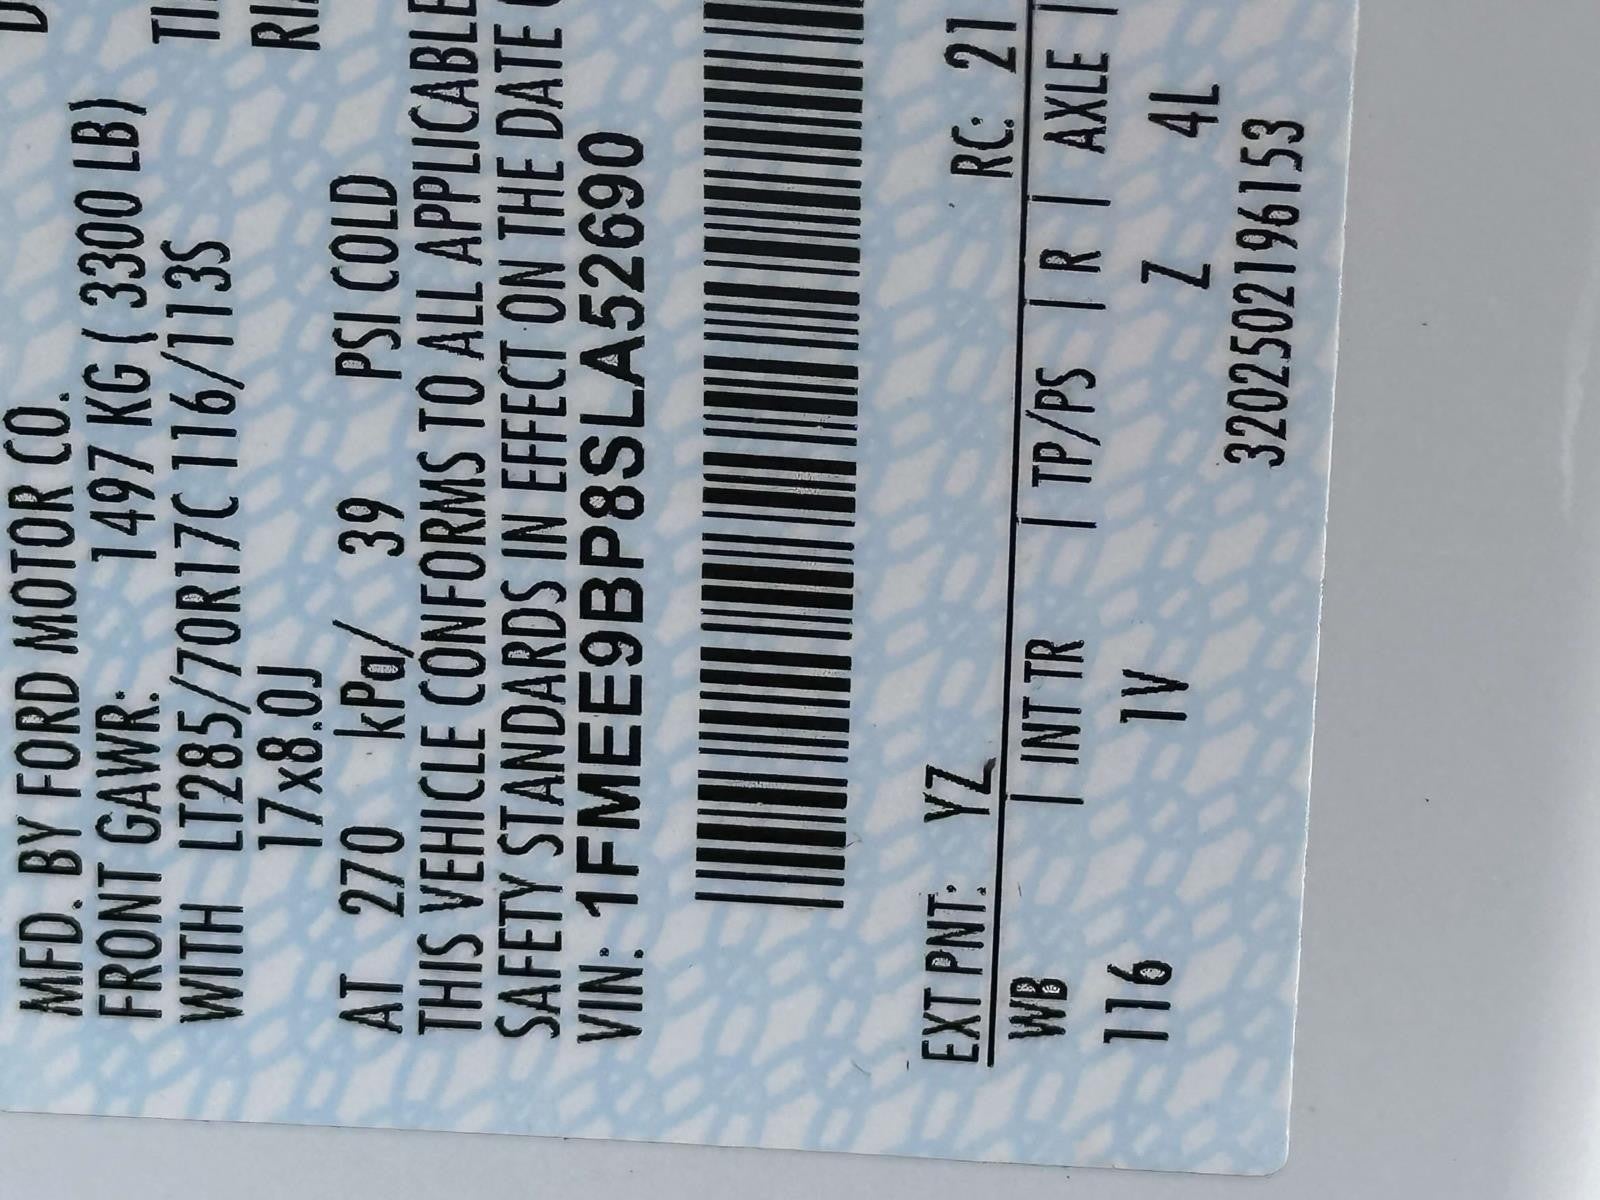 MFD. BY FORD MOTOR CO.
FRONT GAWR: 1497 KG ( 3300 LB)
WITH LT285/70R17C 116/113S
17x8.0J
AT 270 kPa/ 39 PSI COLD
THIS VEHICLE CONFORMS TO ALL APPLICABLE
SAFETY STANDARDS IN EFFECT ON THE DATE
VIN: 1FMEE9BP8SLA52690
EXT PNT: YZ RC: 21
WB | INT TR | TP/PS | R | AXLE |
116 1V Z 4L
3202502196153